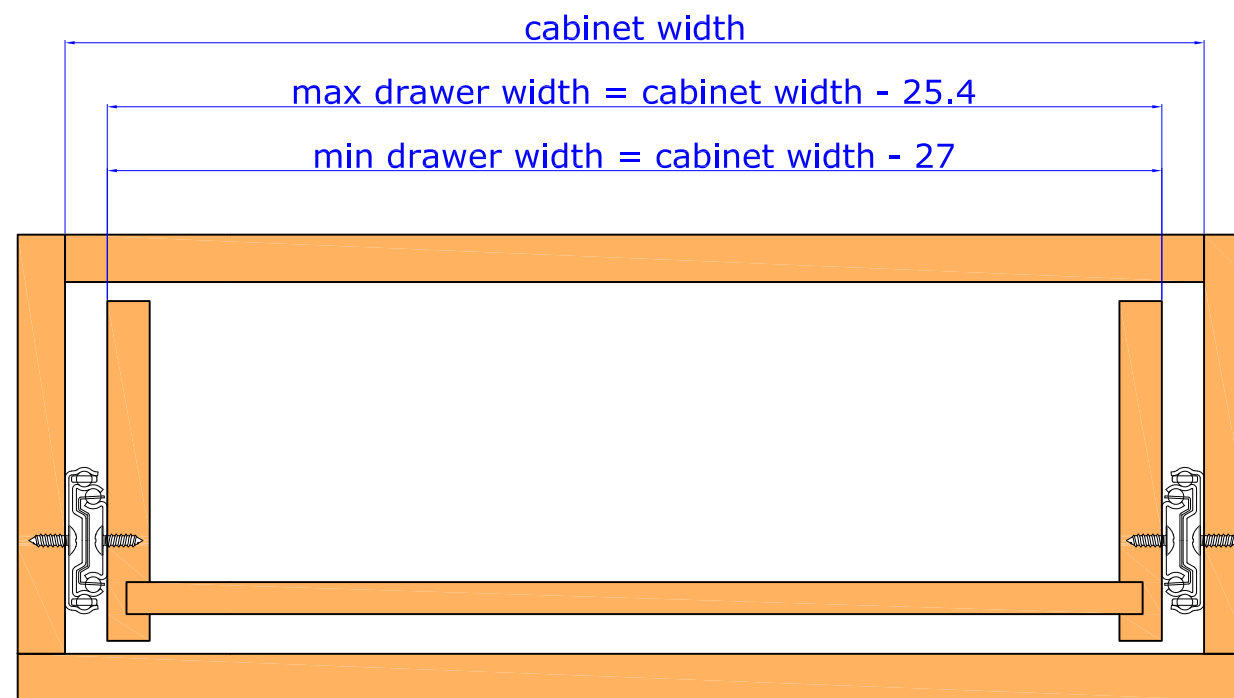 cabinet width
max drawer width = cabinet width - 25.4
min drawer width = cabinet width - 27